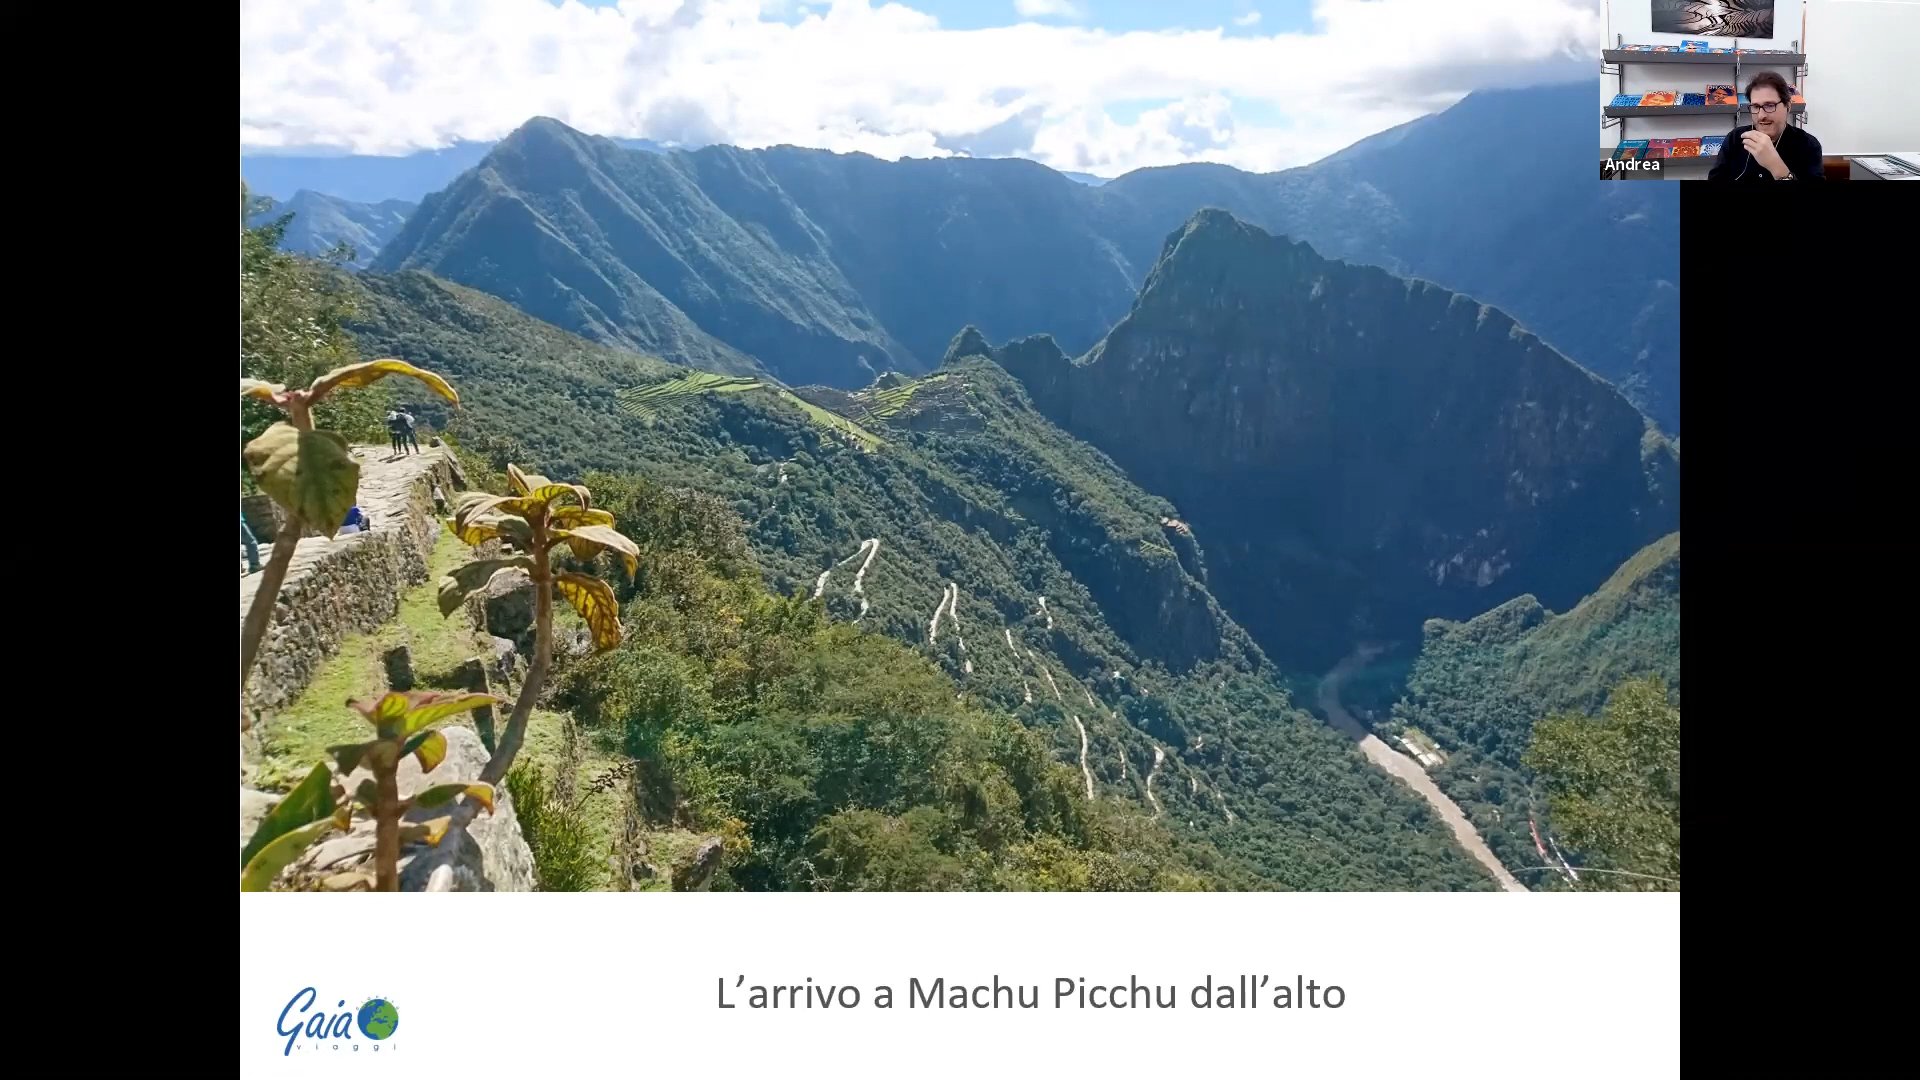 Andrea
L’arrivo a Machu Picchu dall’alto
Gaia
viaggi